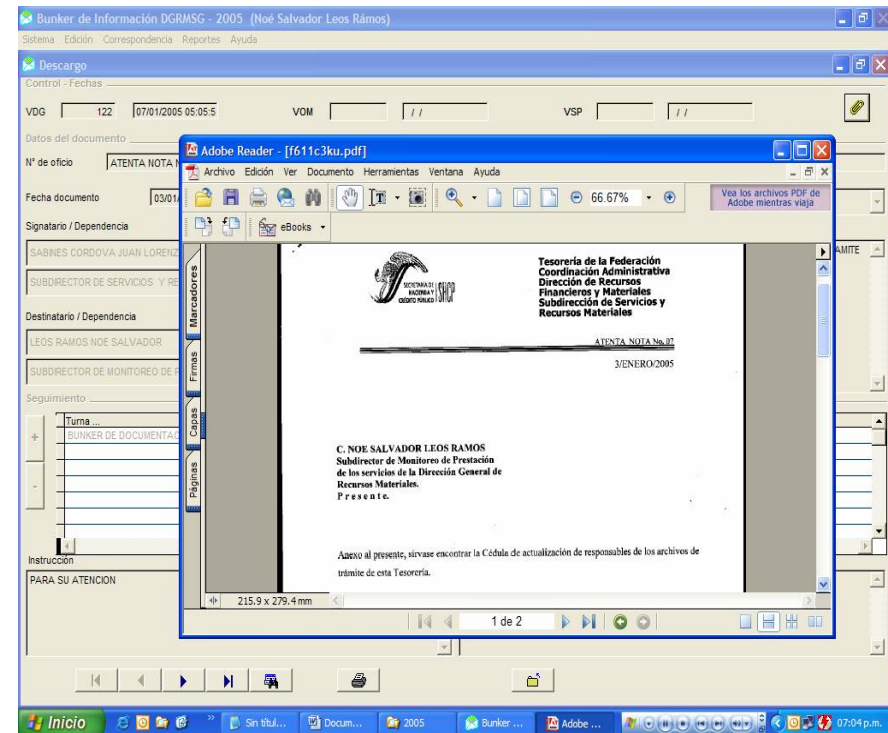 Bunker de Información DGRMSG - 2005 (Noé Salvador Leos Rámos)
Sistema Edición Correspondencia Reportes Ayuda
Descargo
Control - Fechas
VDG 122 07/01/2005 05:05:5 VOM / / VSP / /
Datos del documento
N° de oficio ATENTA NOTA
Fecha documento 03/01/
Signatario / Dependencia
SABINES CORDOVA JUAN LORENZ
AMITE
SUBDIRECTOR DE SERVICIOS Y RE
Destinatario / Dependencia
LEOS RAMOS NOE SALVADOR
SUBDIRECTOR DE MONITOREO DE P
Seguimiento
Turna ...
BUNKER DE DOCUMENTAC
+
-
Instrucción
PARA SU ATENCION
Adobe Reader - [f611c3ku.pdf]
Archivo Edición Ver Documento Herramientas Ventana Ayuda
66.67%
Vea los archivos PDF de
Adobe mientras viaja
eBooks
Marcadores
Firmas
Capas
Páginas
SECRETARIA DE
HACIENDA Y
CRÉDITO PÚBLICO
SHCP
Tesorería de la Federación
Coordinación Administrativa
Dirección de Recursos
Financieros y Materiales
Subdirección de Servicios y
Recursos Materiales
ATENTA NOTA No. 07
3/ENERO/2005
C. NOE SALVADOR LEOS RAMOS
Subdirector de Monitoreo de Prestación
de los servicios de la Dirección General de
Recursos Materiales.
P r e s e n t e.
Anexo al presente, sírvase encontrar la Cédula de actualización de responsables de los archivos de
trámite de esta Tesorería.
215.9 x 279.4 mm
1 de 2
Inicio
Sin títul...
Docum...
2005
Bunker ...
Adobe ...
07:04 p.m.